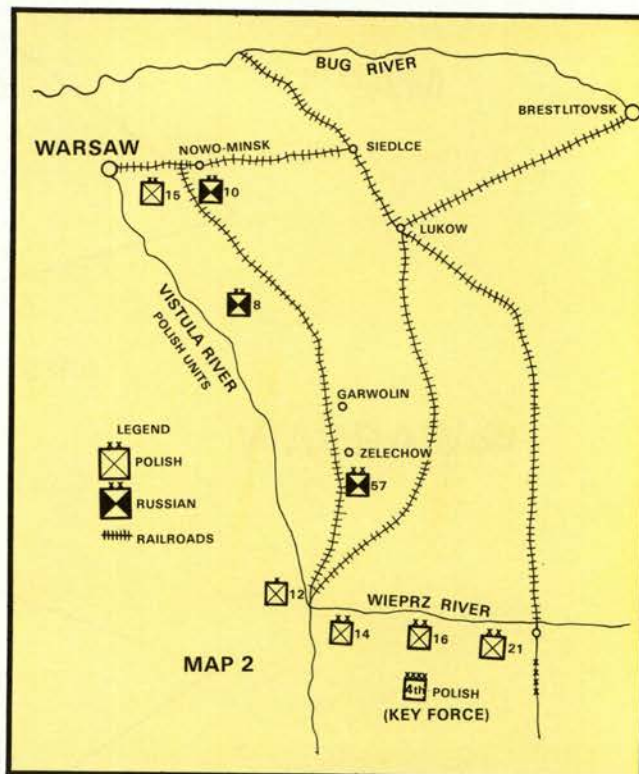 BUG RIVER
BRESTLITOVSK
WARSAW
NOWO-MINSK
SIEDLCE
15
10
LUKOW
8
VISTULA RIVER
POLISH UNITS
GARWOLIN
LEGEND
POLISH
ZELECHOW
RUSSIAN
57
RAILROADS
12
WIEPRZ RIVER
14
16
21
MAP 2
4th POLISH
(KEY FORCE)